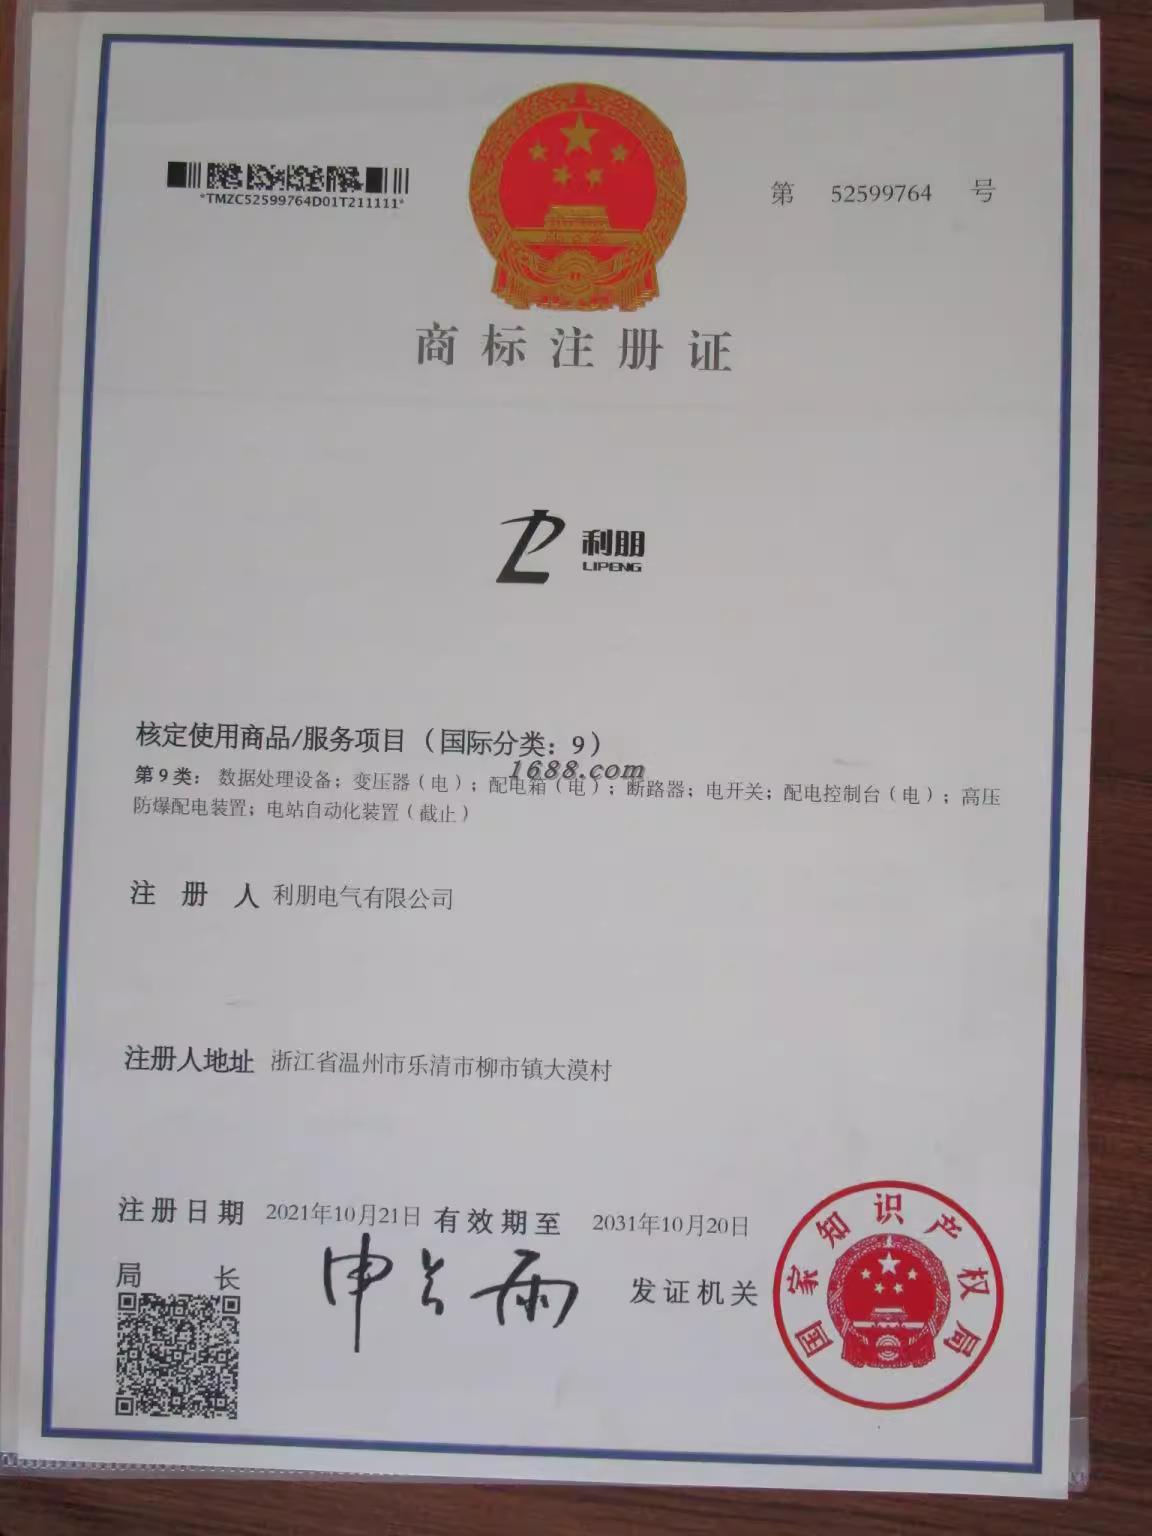 *TMZC52599764D01T211111*
第 52599764 号
商标注册证
利朋
LIPENG
核定使用商品/服务项目（国际分类：9）
1688.com
第9类：数据处理设备；变压器（电）；配电箱（电）；断路器；电开关；配电控制台（电）；高压
防爆配电装置；电站自动化装置（截止）
注册人 利朋电气有限公司
注册人地址 浙江省温州市乐清市柳市镇大漠村
注册日期 2021年10月21日 有效期至 2031年10月20日
局长 申长雨 发证机关
国家知识产权局